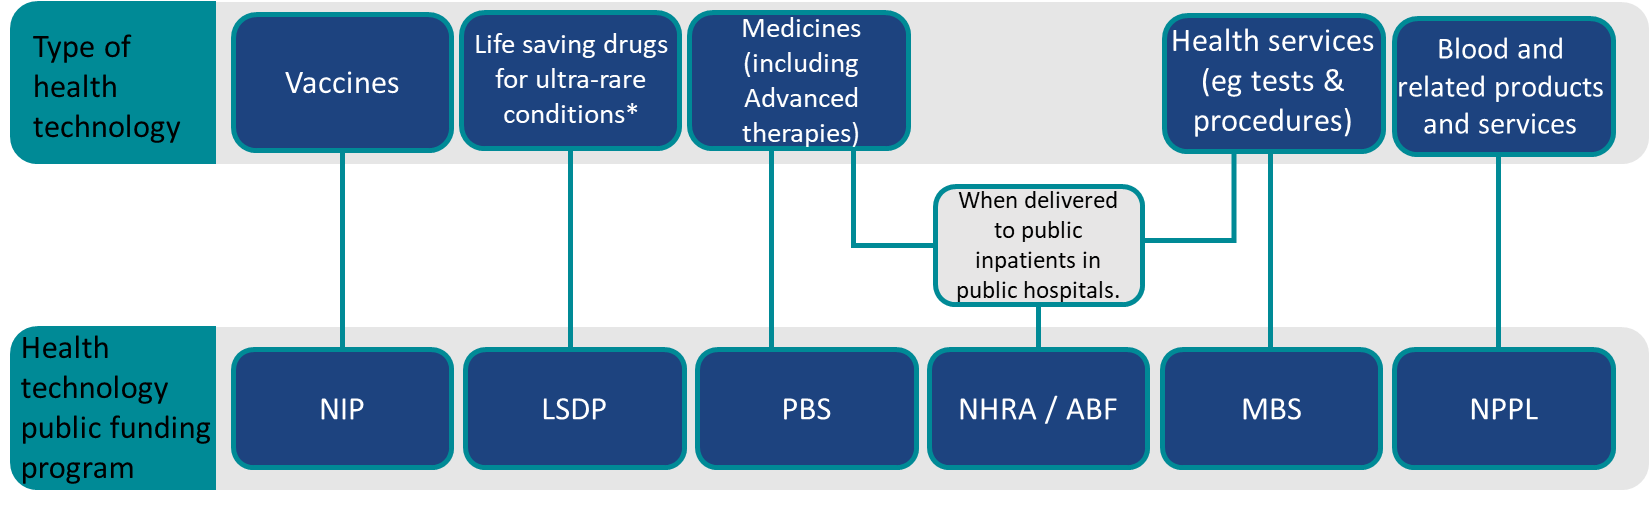 Type of
health
technology
Vaccines
Life saving drugs
for ultra-rare
conditions*
Medicines
(including
Advanced
therapies)
Health services
(eg tests &
procedures)
Blood and
related products
and services
When delivered
to public
inpatients in
public hospitals.
Health
technology
public funding
program
NIP
LSDP
PBS
NHRA / ABF
MBS
NPPL